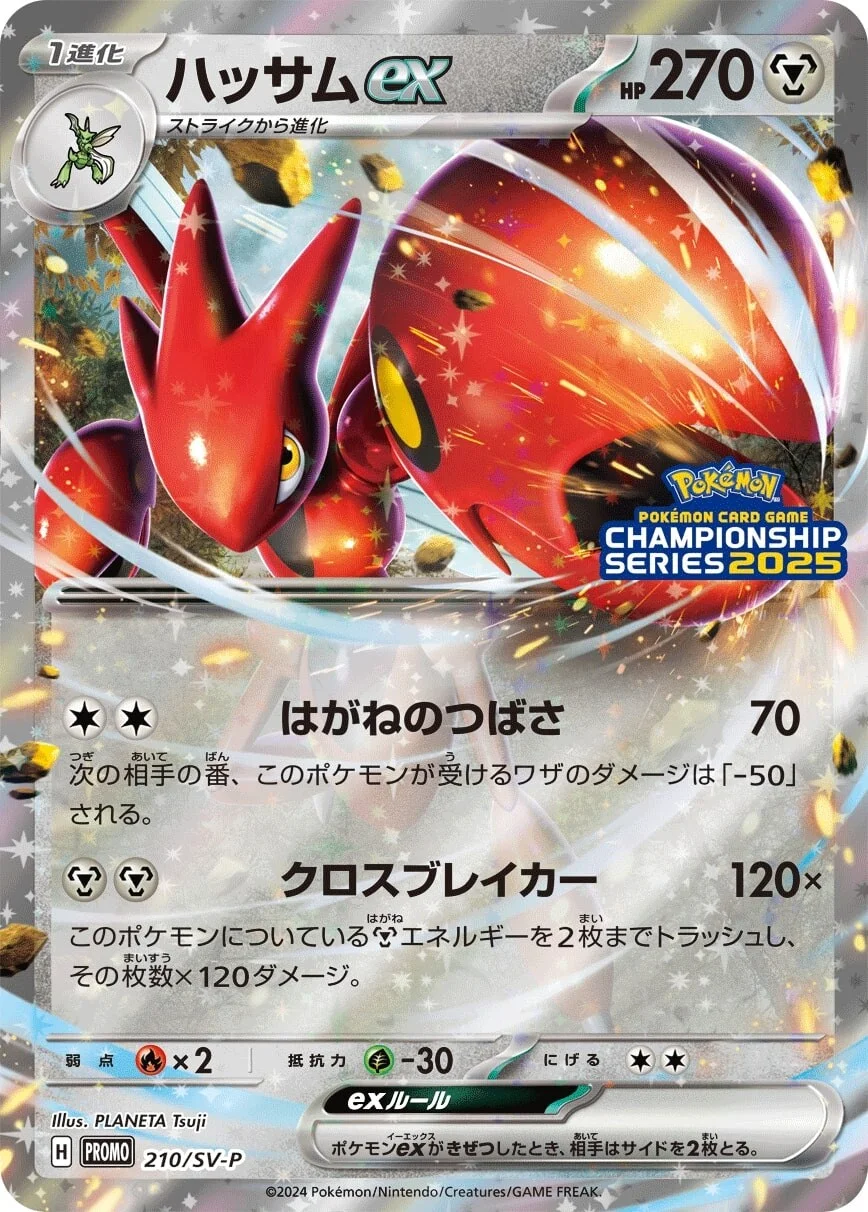 1進化
ハッサムex
HP270
ストライクから進化
Pokémon
POKÉMON CARD GAME
CHAMPIONSHIP
SERIES 2025
はがねのつばさ 70
次の相手の番、このポケモンが受けるワザのダメージは「-50」
される。
クロスブレイカー 120×
このポケモンについているエネルギーを2枚までトラッシュし、
その枚数×120ダメージ。
弱点 ×2 抵抗力 -30 にげる
exルール
ポケモンexがきぜつしたとき、相手はサイドを2枚とる。
Illus. PLANETA Tsuji
H PROMO 210/SV-P
©2024 Pokémon/Nintendo/Creatures/GAME FREAK.